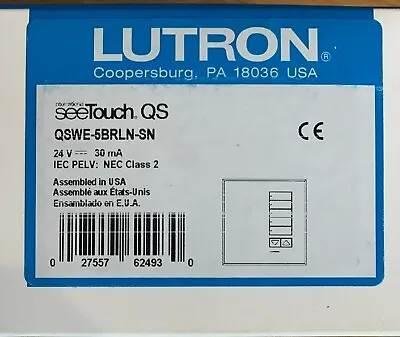 LUTRON®
Coopersburg, PA 18036 USA
seeTouch® QS
QSWE-5BRLN-SN
24 V⎓ 30 mA
IEC PELV: NEC Class 2
CE
Assembled in USA
Assemblé aux États-Unis
Ensamblado en E.U.A.
0 27557 62493 0